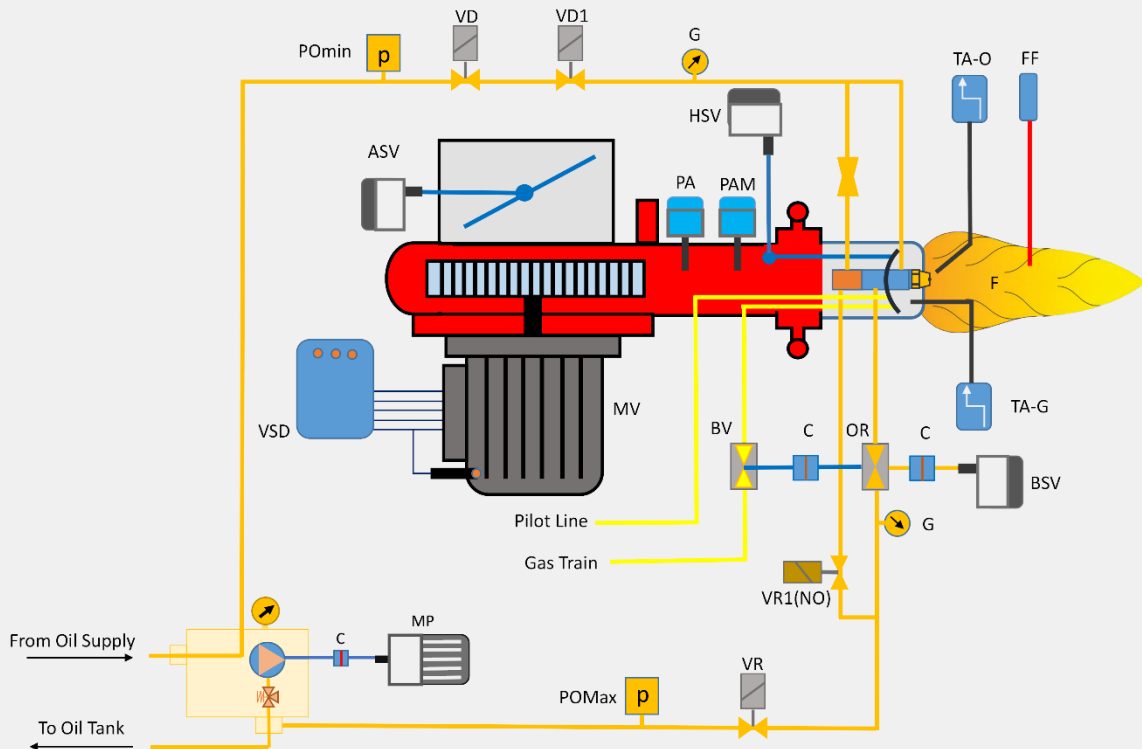 VD
VD1
G
POmin
p
TA-O
FF
HSV
ASV
PA
PAM
F
VSD
MV
TA-G
BV
C
OR
C
BSV
Pilot Line
G
Gas Train
VR1(NO)
From Oil Supply
C
MP
VR
POMax
p
To Oil Tank